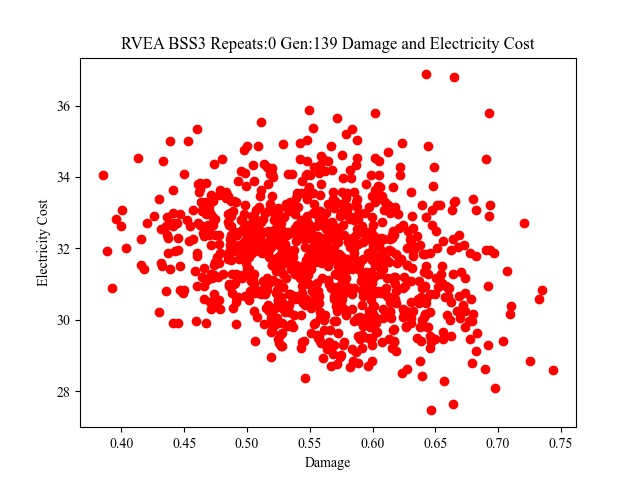 RVEA BSS3 Repeats:0 Gen:139 Damage and Electricity Cost
36
34
32
30
28
Electricity Cost
0.40 0.45 0.50 0.55 0.60 0.65 0.70 0.75
Damage